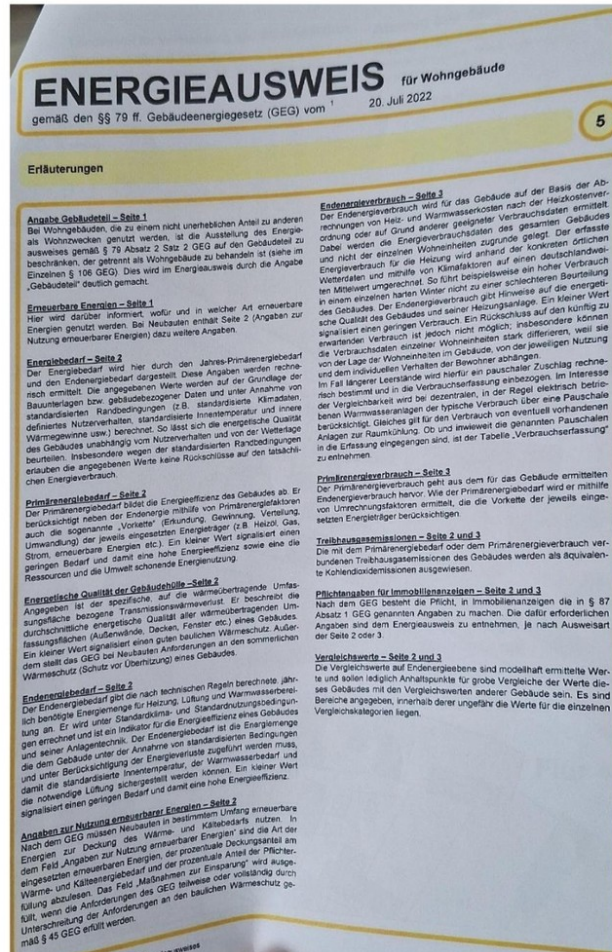 ENERGIEAUSWEIS für Wohngebäude
gemäß den §§ 79 ff. Gebäudeenergiegesetz (GEG) vom ¹ 20. Juli 2022
Erläuterungen
5
Angabe Gebäudeteil – Seite 1
Bei Wohngebäuden, die zu einem nicht unerheblichen Anteil zu anderen
als Wohnzwecken genutzt werden, ist die Ausstellung des Energie-
ausweises gemäß § 79 Absatz 2 Satz 2 GEG auf den Gebäudeteil zu
beschränken, der getrennt als Wohngebäude zu behandeln ist (siehe im
Einzelnen § 106 GEG). Dies wird im Energieausweis durch die Angabe
„Gebäudeteil" deutlich gemacht.
Erneuerbare Energien – Seite 1
Hier wird darüber informiert, wofür und in welcher Art erneuerbare
Energien genutzt werden. Bei Neubauten enthält Seite 2 (Angaben zur
Nutzung erneuerbarer Energien) dazu weitere Angaben.
Energiebedarf – Seite 2
Der Energiebedarf wird hier durch den Jahres-Primärenergiebedarf
und den Endenergiebedarf dargestellt. Diese Angaben werden rechne-
risch ermittelt. Die angegebenen Werte werden auf der Grundlage der
Bauunterlagen bzw. gebäudebezogener Daten und unter Annahme von
standardisierten Randbedingungen (z.B. standardisierte Klimadaten,
definiertes Nutzerverhalten, standardisierte Innentemperatur und innere
Wärmegewinne usw.) berechnet. So lässt sich die energetische Qualität
des Gebäudes unabhängig vom Nutzerverhalten und von der Wetterlage
beurteilen. Insbesondere wegen der standardisierten Randbedingungen
erlauben die angegebenen Werte keine Rückschlüsse auf den tatsächli-
chen Energieverbrauch.
Primärenergiebedarf – Seite 2
Der Primärenergiebedarf bildet die Energieeffizienz des Gebäudes ab. Er
berücksichtigt neben der Endenergie mithilfe von Primärenergiefaktoren
auch die sogenannte „Vorkette" (Erkundung, Gewinnung, Verteilung,
Umwandlung) der jeweils eingesetzten Energieträger (z.B. Heizöl, Gas,
Strom, erneuerbare Energien etc.). Ein kleiner Wert signalisiert einen
geringen Bedarf und damit eine hohe Energieeffizienz sowie eine die
Ressourcen und die Umwelt schonende Energienutzung.
Energetische Qualität der Gebäudehülle –Seite 2
Angegeben ist der spezifische, auf die wärmeübertragende Umfas-
sungsfläche bezogene Transmissionswärmeverlust. Er beschreibt die
durchschnittliche energetische Qualität aller wärmeübertragenden Um-
fassungsflächen (Außenwände, Decken, Fenster etc.) eines Gebäudes.
Ein kleiner Wert signalisiert einen guten baulichen Wärmeschutz. Außer-
dem stellt das GEG bei Neubauten Anforderungen an den sommerlichen
Wärmeschutz (Schutz vor Überhitzung) eines Gebäudes.
Endenergiebedarf – Seite 2
Der Endenergiebedarf gibt die nach technischen Regeln berechnete, jähr-
lich benötigte Energiemenge für Heizung, Lüftung und Warmwasserberei-
tung an. Er wird unter Standardklima- und Standardnutzungsbedingun-
gen errechnet und ist ein Indikator für die Energieeffizienz eines Gebäudes
und seiner Anlagentechnik. Der Endenergiebedarf ist die Energiemenge
die dem Gebäude unter der Annahme von standardisierten Bedingungen
und unter Berücksichtigung der Energieverluste zugeführt werden muss,
damit die standardisierte Innentemperatur, der Warmwasserbedarf und
die notwendige Lüftung sichergestellt werden können. Ein kleiner Wert
signalisiert einen geringen Bedarf und damit eine hohe Energieeffizienz.
Angaben zur Nutzung erneuerbarer Energien – Seite 2
Nach dem GEG müssen Neubauten in bestimmtem Umfang erneuerbare
Energien zur Deckung des Wärme- und Kältebedarfs nutzen. In
dem Feld „Angaben zur Nutzung erneuerbarer Energien" sind die Art der
eingesetzten erneuerbaren Energien, der prozentuale Deckungsanteil am
Wärme- und Kälteenergiebedarf und der prozentuale Anteil der Pflichter-
füllung abzulesen. Das Feld „Maßnahmen zur Einsparung" wird ausge-
füllt, wenn die Anforderungen des GEG teilweise oder vollständig durch
Unterschreitung der Anforderungen an den baulichen Wärmeschutz ge-
mäß § 45 GEG erfüllt werden.
Endenergieverbrauch – Seite 3
Der Endenergieverbrauch wird für das Gebäude auf der Basis der Ab-
rechnungen von Heiz- und Warmwasserkosten nach der Heizkostenver-
ordnung oder auf Grund anderer geeigneter Verbrauchsdaten ermittelt.
Dabei werden die Energieverbrauchsdaten des gesamten Gebäudes
und nicht der einzelnen Wohneinheiten zugrunde gelegt. Der erfasste
Energieverbrauch für die Heizung wird anhand der konkreten örtlichen
Wetterdaten und mithilfe von Klimafaktoren auf einen deutschlandwei-
ten Mittelwert umgerechnet. So führt beispielsweise ein hoher Verbrauch
in einem einzelnen harten Winter nicht zu einer schlechteren Beurteilung
des Gebäudes. Der Endenergieverbrauch gibt Hinweise auf die energeti-
sche Qualität des Gebäudes und seiner Heizungsanlage. Ein kleiner Wert
signalisiert einen geringen Verbrauch. Ein Rückschluss auf den künftig zu
erwartenden Verbrauch ist jedoch nicht möglich; insbesondere können
die Verbrauchsdaten einzelner Wohneinheiten stark differieren, weil sie
von der Lage der Wohneinheiten im Gebäude, von der jeweiligen Nutzung
und dem individuellen Verhalten der Bewohner abhängen.
Im Fall längerer Leerstände wird hierfür ein pauschaler Zuschlag rechne-
risch bestimmt und in die Verbrauchserfassung einbezogen. Im Interesse
der Vergleichbarkeit wird bei dezentralen, in der Regel elektrisch betrie-
benen Warmwasseranlagen der typische Verbrauch über eine Pauschale
berücksichtigt. Gleiches gilt für den Verbrauch von eventuell vorhandenen
Anlagen zur Raumkühlung. Ob und inwieweit die genannten Pauschalen
in die Erfassung eingegangen sind, ist der Tabelle „Verbrauchserfassung"
zu entnehmen.
Primärenergieverbrauch – Seite 3
Der Primärenergieverbrauch geht aus dem für das Gebäude ermittelten
Endenergieverbrauch hervor. Wie der Primärenergiebedarf wird er mithilfe
von Umrechnungsfaktoren ermittelt, die die Vorkette der jeweils einge-
setzten Energieträger berücksichtigen.
Treibhausgasemissionen – Seite 2 und 3
Die mit dem Primärenergiebedarf oder dem Primärenergieverbrauch ver-
bundenen Treibhausgasemissionen des Gebäudes werden als äquivalen-
te Kohlendioxidemissionen ausgewiesen.
Pflichtangaben für Immobilienanzeigen – Seite 2 und 3
Nach dem GEG besteht die Pflicht, in Immobilienanzeigen die in § 87
Absatz 1 GEG genannten Angaben zu machen. Die dafür erforderlichen
Angaben sind dem Energieausweis zu entnehmen, je nach Ausweisart
der Seite 2 oder 3.
Vergleichswerte – Seite 2 und 3
Die Vergleichswerte auf Endenergieebene sind modellhaft ermittelte Wer-
te und sollen lediglich Anhaltspunkte für grobe Vergleiche der Werte die-
ses Gebäudes mit den Vergleichswerten anderer Gebäude sein. Es sind
Bereiche angegeben, innerhalb derer ungefähr die Werte für die einzelnen
Vergleichskategorien liegen.